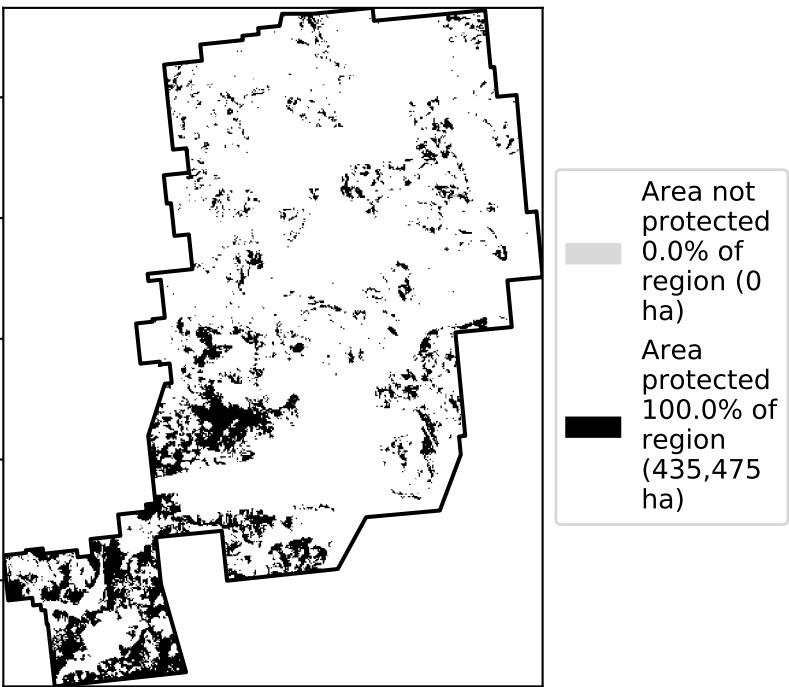 Area not
protected
0.0% of
region (0
ha)
Area
protected
100.0% of
region
(435,475
ha)